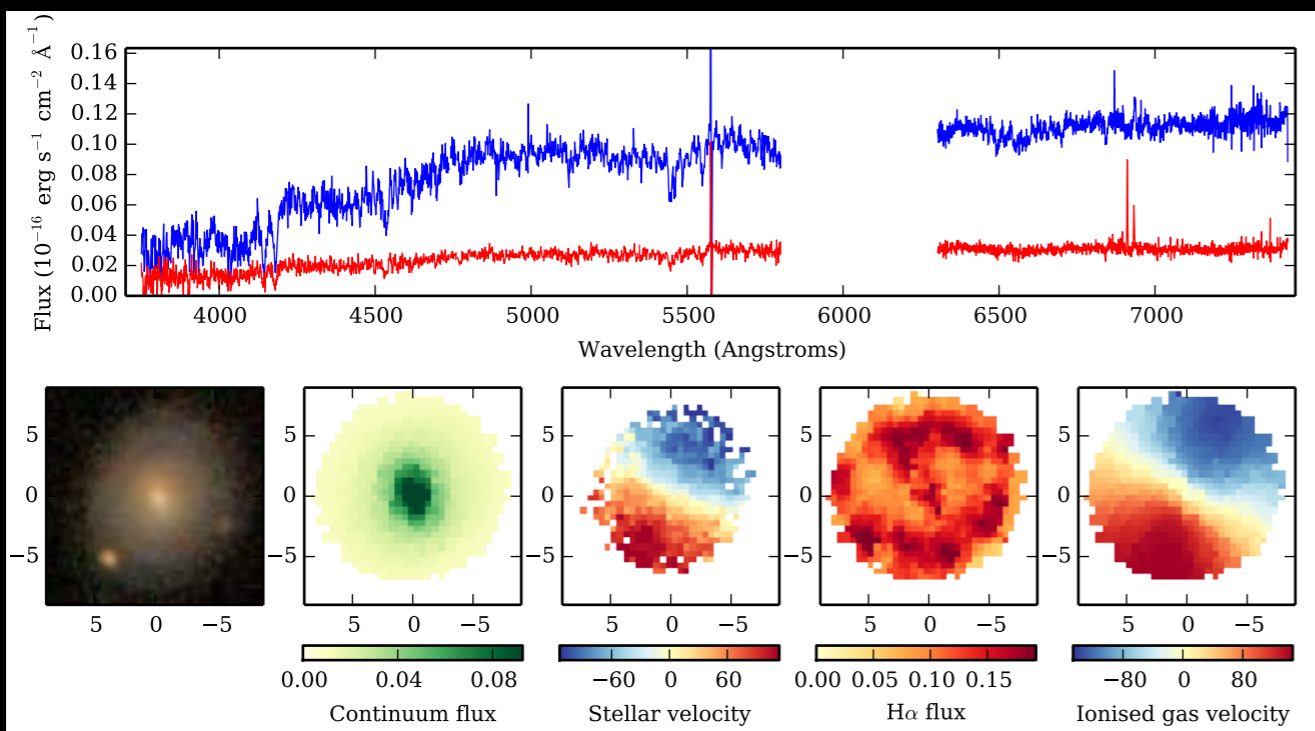 Flux (10⁻¹⁶ erg s⁻¹ cm⁻² Å⁻¹)
0.16
0.14
0.12
0.10
0.08
0.06
0.04
0.02
0.00
4000 4500 5000 5500 6000 6500 7000
Wavelength (Angstroms)
5
0
−5
5 0 −5
5
0
−5
5 0 −5
0.00 0.04 0.08
Continuum flux
5
0
−5
5 0 −5
−60 0 60
Stellar velocity
5
0
−5
5 0 −5
0.00 0.05 0.10 0.15
Hα flux
5
0
−5
5 0 −5
−80 0 80
Ionised gas velocity